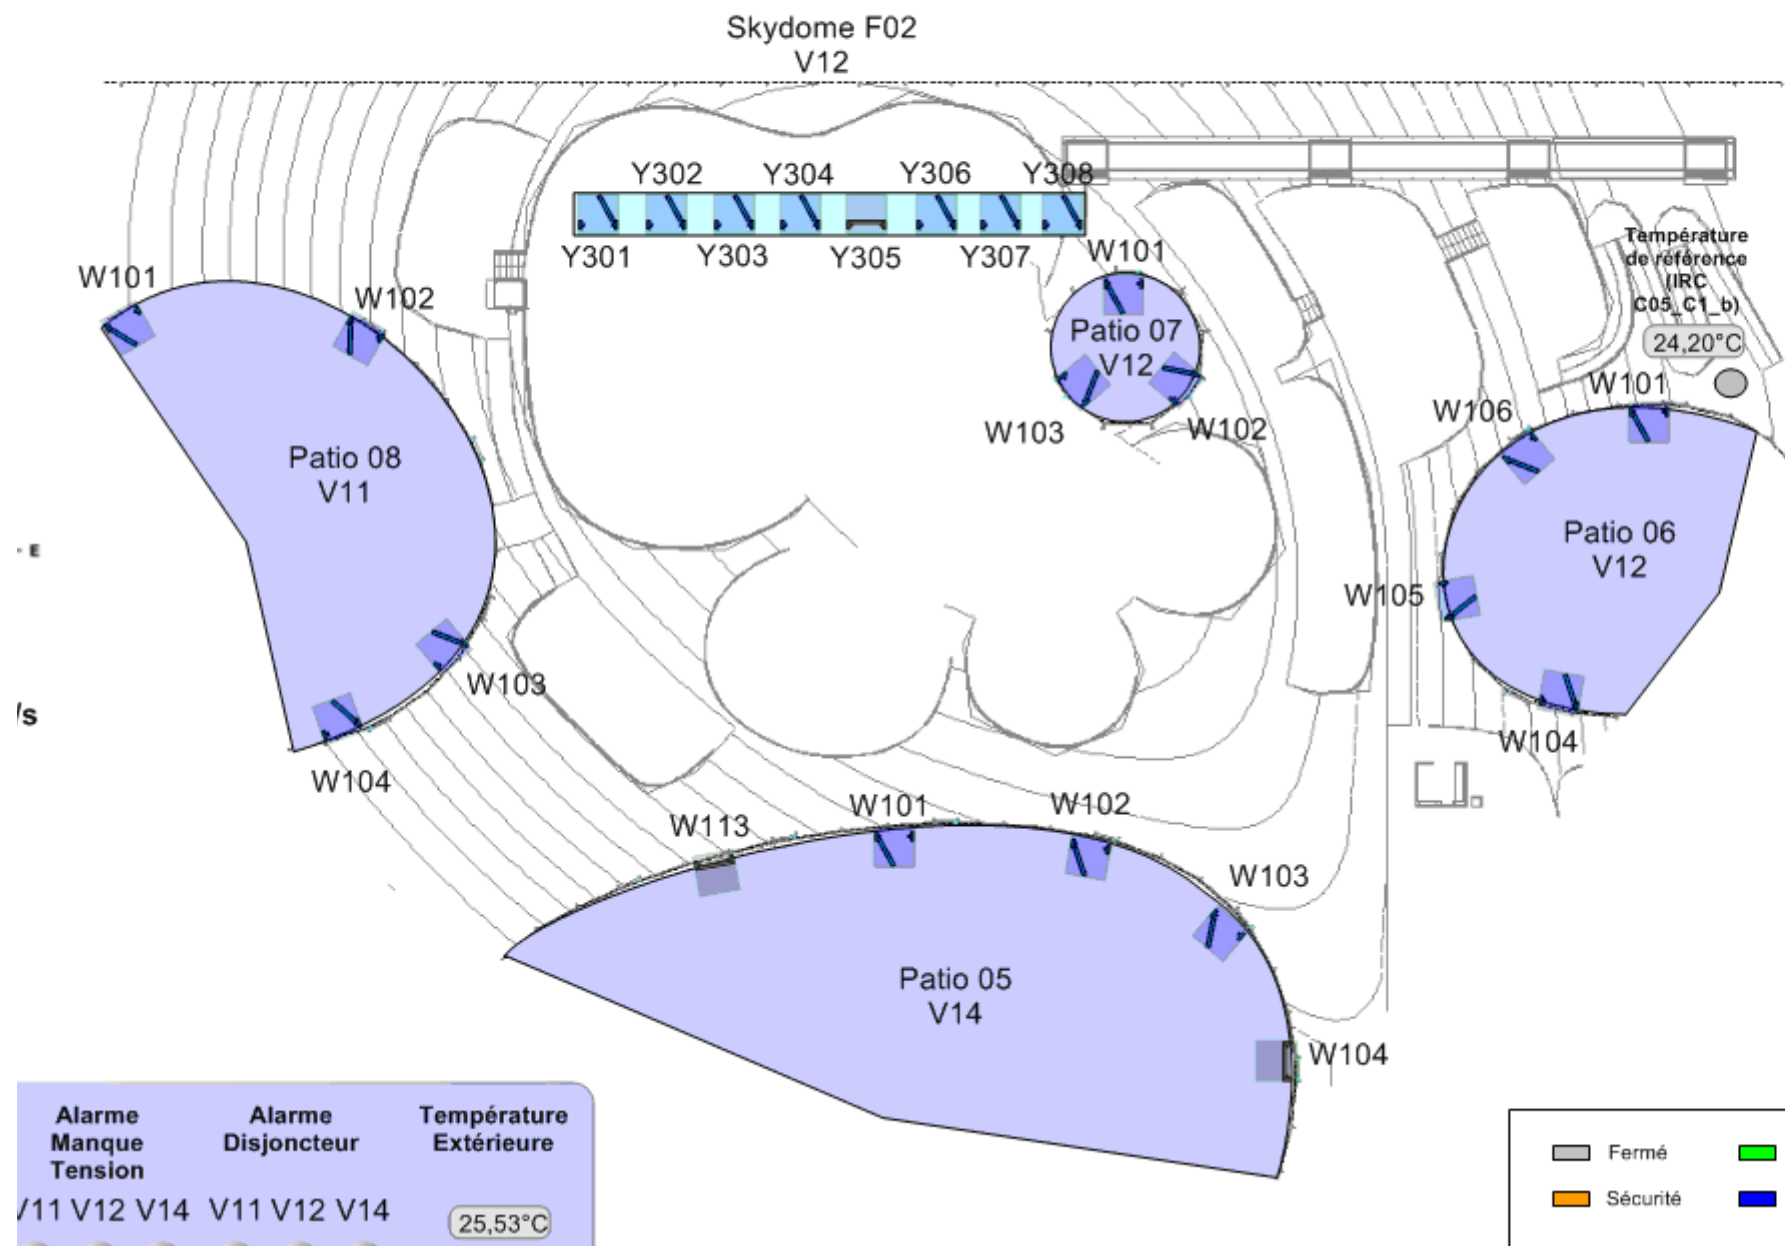 Skydome F02
V12
Y302 Y304 Y306 Y308
Y301 Y303 Y305 Y307
W101
W102
Patio 08
V11
W103
W104
W101
Patio 07
V12
W103
W102
Température
de référence
(IRC
C05_C1_b)
24,20°C
W101
W106
Patio 06
V12
W105
W104
E
/s
W113
W101
W102
W103
Patio 05
V14
W104
Alarme
Manque
Tension
Alarme
Disjoncteur
Température
Extérieure
V11 V12 V14 V11 V12 V14
25,53°C
Fermé
Sécurité